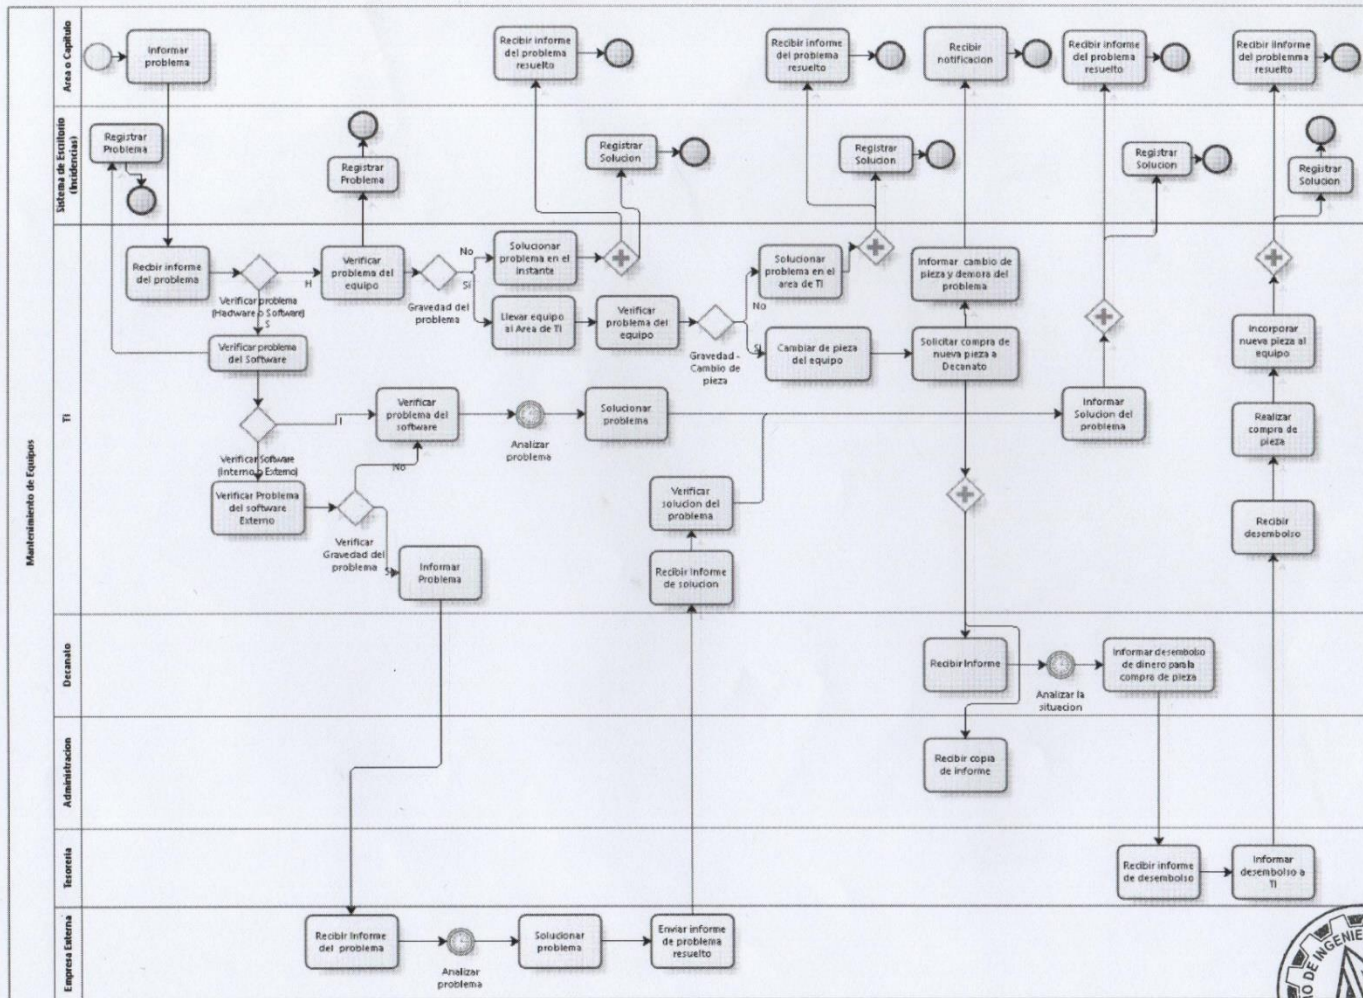 Mantenimiento de Equipos
Area o Capitulo
Informar
problema
Recibir informe
del problema
resuelto
Recibir informe
del problema
resuelto
Recibir
notificacion
Recibir informe
del problema
resuelto
Recibir IInforme
del problemma
resuelto
Sistema de Escritorio
(Incidencias)
Registrar
Problema
Registrar
Problema
Registrar
Solucion
Registrar
Solucion
Registrar
Solucion
Registrar
Solucion
TI
Recbir informe
del problema
Verificar problema
(Hadware o Software)
S
H
Verificar
problema del
equipo
Gravedad del
problema
No
Si
Solucionar
problema en el
instante
Llevar equipo
al Area de TI
Verificar
problema del
equipo
Gravedad -
Cambio de
pieza
No
Si
Solucionar
problema en el
area de TI
Cambiar de pieza
del equipo
Informar cambio de
pieza y demora del
problema
Solicitar compra de
nueva pieza a
Decanato
Incorporar
nueva pieza al
equipo
Verificar problema
del Software
Verificar Software
(Interno o Externo)
I
Verificar
problema del
software
Analizar
problema
Solucionar
problema
Informar
Solucion del
problema
Realizar
compra de
pieza
Verificar Problema
del software
Externo
No
Verificar
Gravedad del
problema
Informar
Problema
Verificar
solucion del
problema
Recibir Informe
de solucion
Recibir
desembolso
Decanato
Recibir Informe
Analizar la
situacion
Informar desembolso
de dinero para la
compra de pieza
Administracion
Recibir copia
de informe
Tesoreria
Recibir informe
de desembolso
Informar
desembolso a
TI
Empresa Externa
Recibir Informe
del problema
Analizar
problema
Solucionar
problema
Enviar informe
de problema
resuelto
IO DE INGENIE